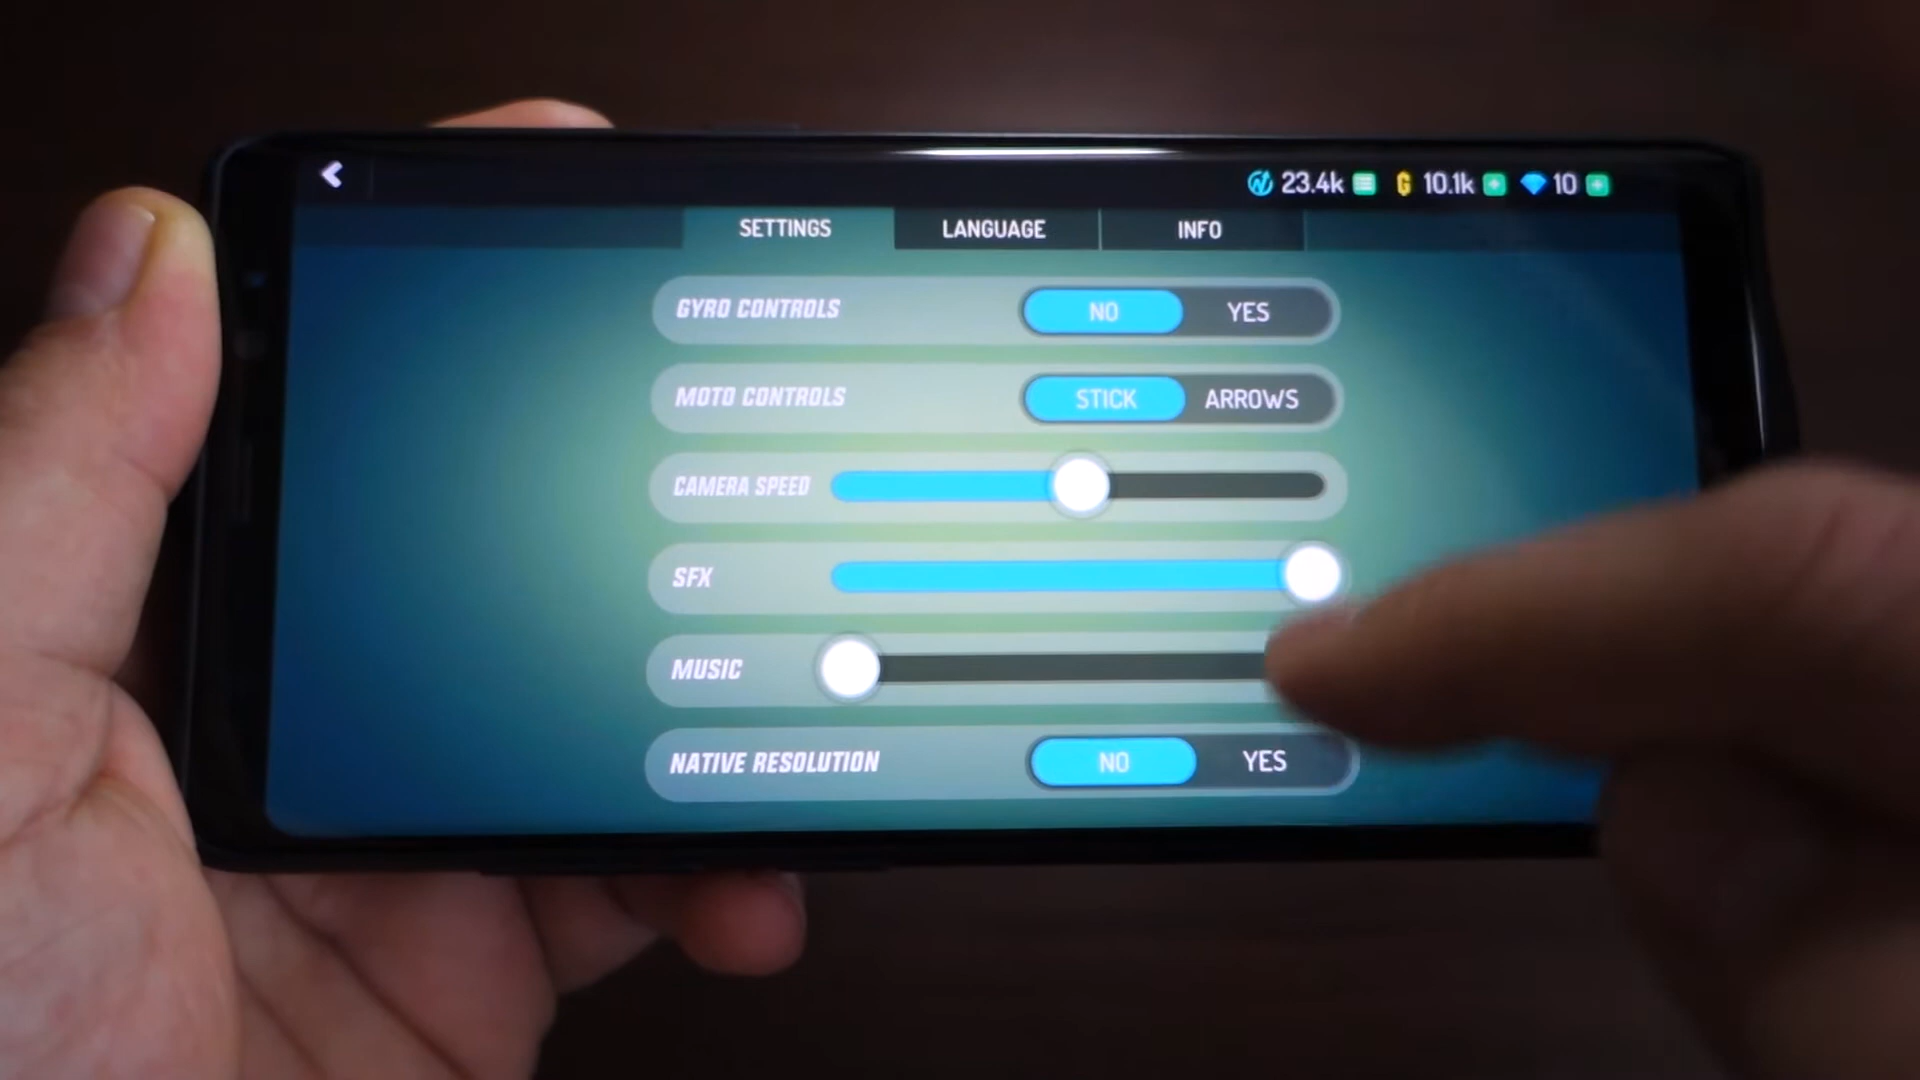 23.4k 10.1k 10
SETTINGS LANGUAGE INFO
GYRO CONTROLS NO YES
MOTO CONTROLS STICK ARROWS
CAMERA SPEED
SFX
MUSIC
NATIVE RESOLUTION NO YES